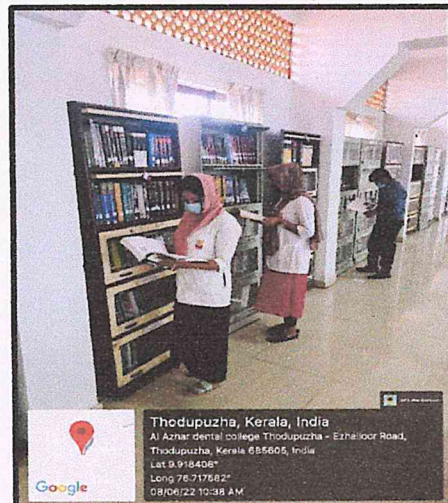 Google
Thodupuzha, Kerala, India
Al Azhar dental college Thodupuzha - Ezhalloor Road,
Thodupuzha, Kerala 685605, India
Lat 9.918408°
Long 76.717582°
08/06/22 10:38 AM